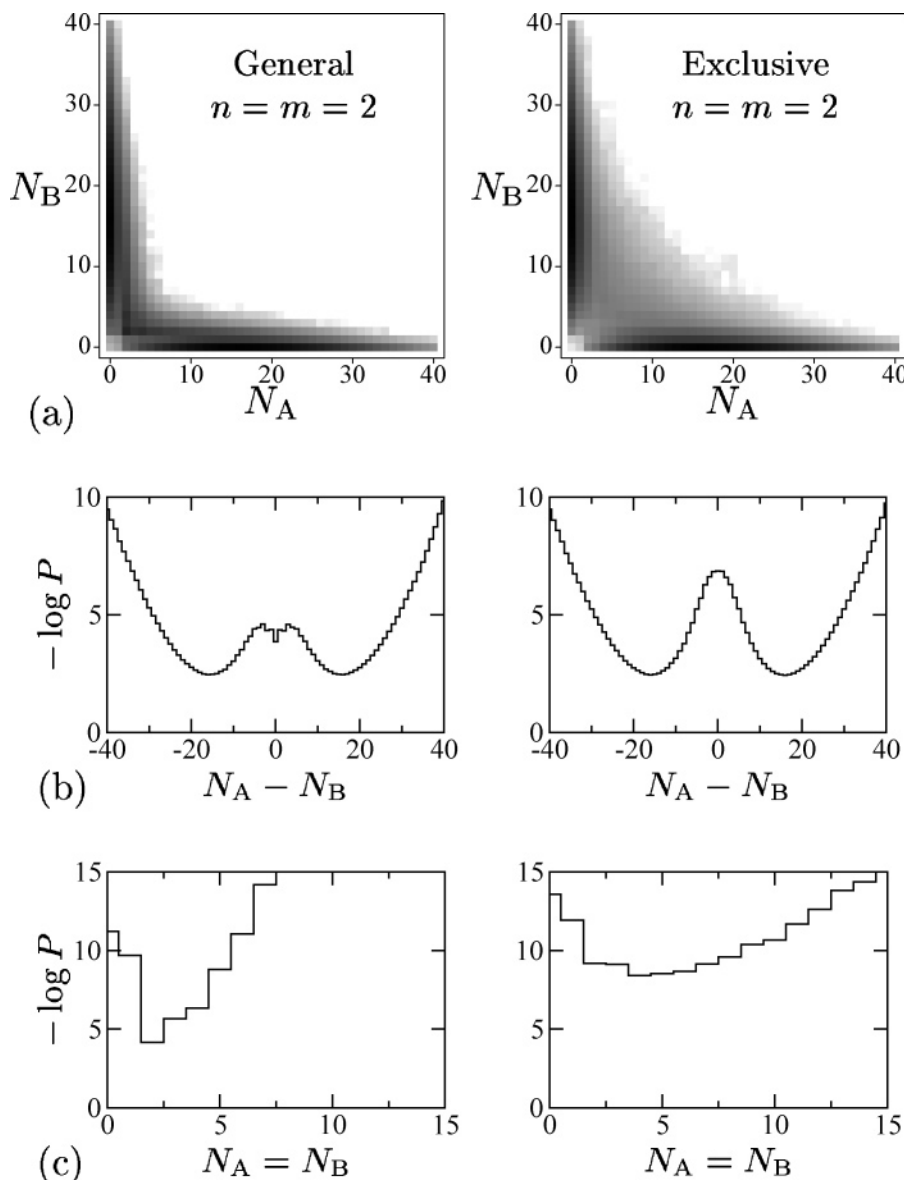 40 General 40 Exclusive
n = m = 2 n = m = 2
30 30
N_B 20 N_B 20
10 10
0 0
0 10 20 30 40 0 10 20 30 40
(a) N_A N_A
10 10
− log P 5 5
0 0
-40 -20 0 20 40 -40 -20 0 20 40
(b) N_A − N_B N_A − N_B
15 15
10 10
− log P
5 5
0 0
0 5 10 15 0 5 10 15
(c) N_A = N_B N_A = N_B